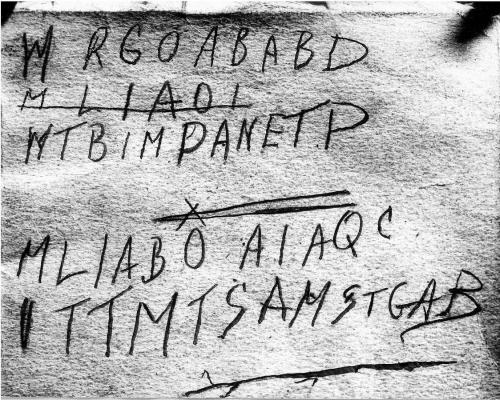 W RGOABABD
MLIAOI
WTBIMPANETP
MLIABO AIAQC
ITTMTSAMSTGAB